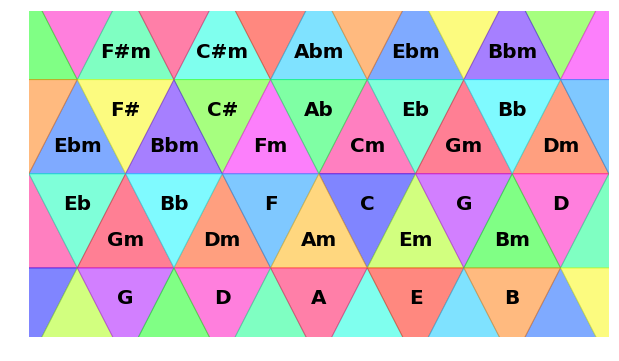 F#m C#m Abm Ebm Bbm
F# C# Ab Eb Bb
Ebm Bbm Fm Cm Gm Dm
Eb Bb F C G D
Gm Dm Am Em Bm
G D A E B